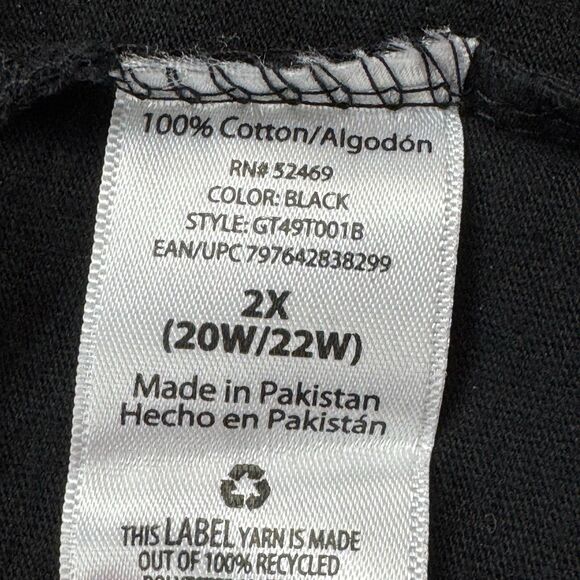 100% Cotton/Algodón
RN# 52469
COLOR: BLACK
STYLE: GT49T001B
EAN/UPC 797642838299
2X
(20W/22W)
Made in Pakistan
Hecho en Pakistán
THIS LABEL YARN IS MADE
OUT OF 100% RECYCLED